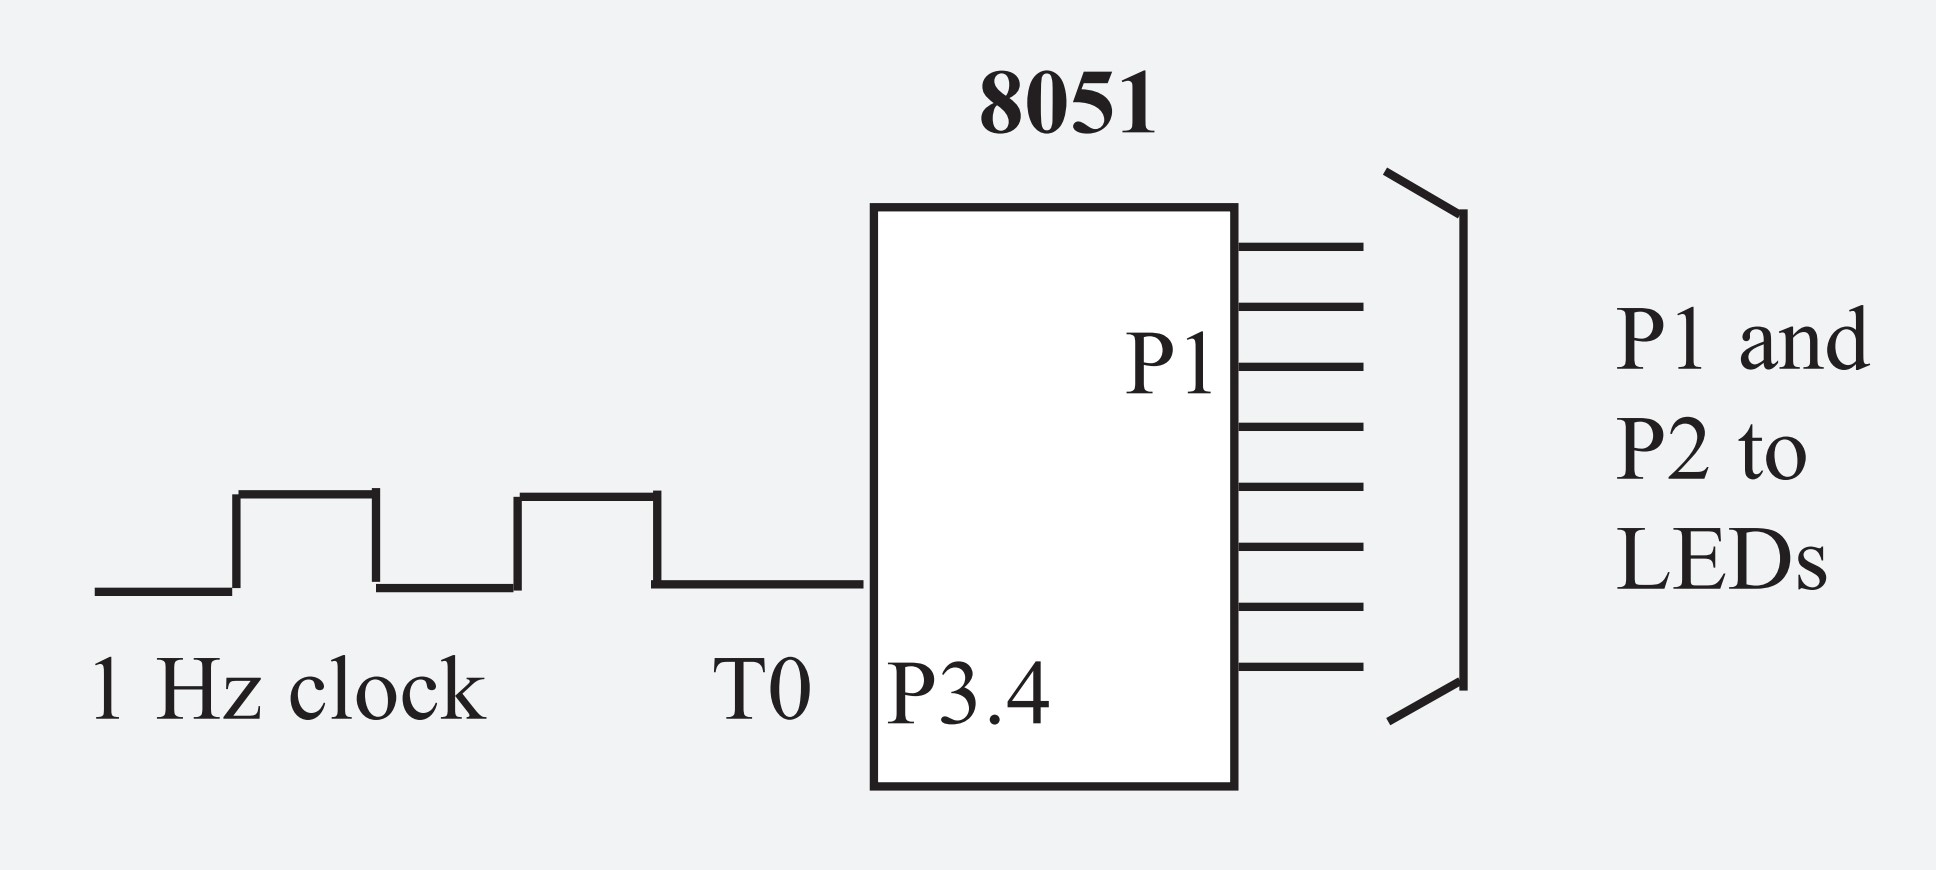 8051
P1
P1 and
P2 to
LEDs
1 Hz clock
T0
P3.4